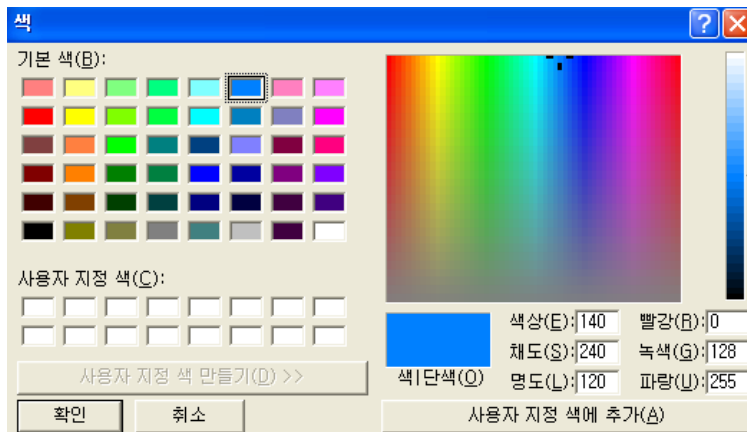 색
기본 색(B):
사용자 지정 색(C):
사용자 지정 색 만들기(D) >>
확인
취소
색상(E): 140
빨강(R): 0
채도(S): 240
녹색(G): 128
색|단색(O)
명도(L): 120
파랑(U): 255
사용자 지정 색에 추가(A)